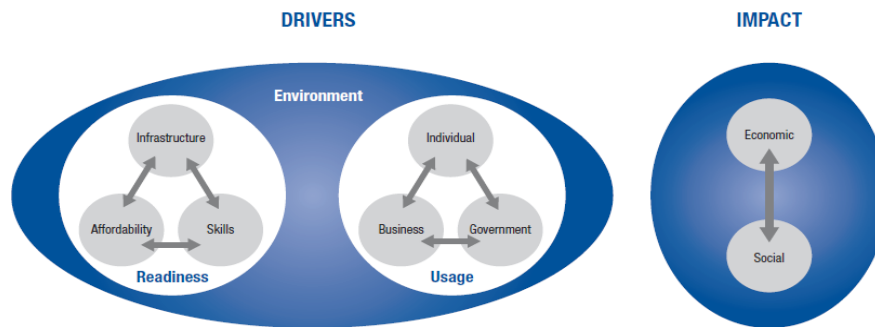 DRIVERS
IMPACT
Environment
Infrastructure
Individual
Economic
Affordability
Skills
Business
Government
Social
Readiness
Usage